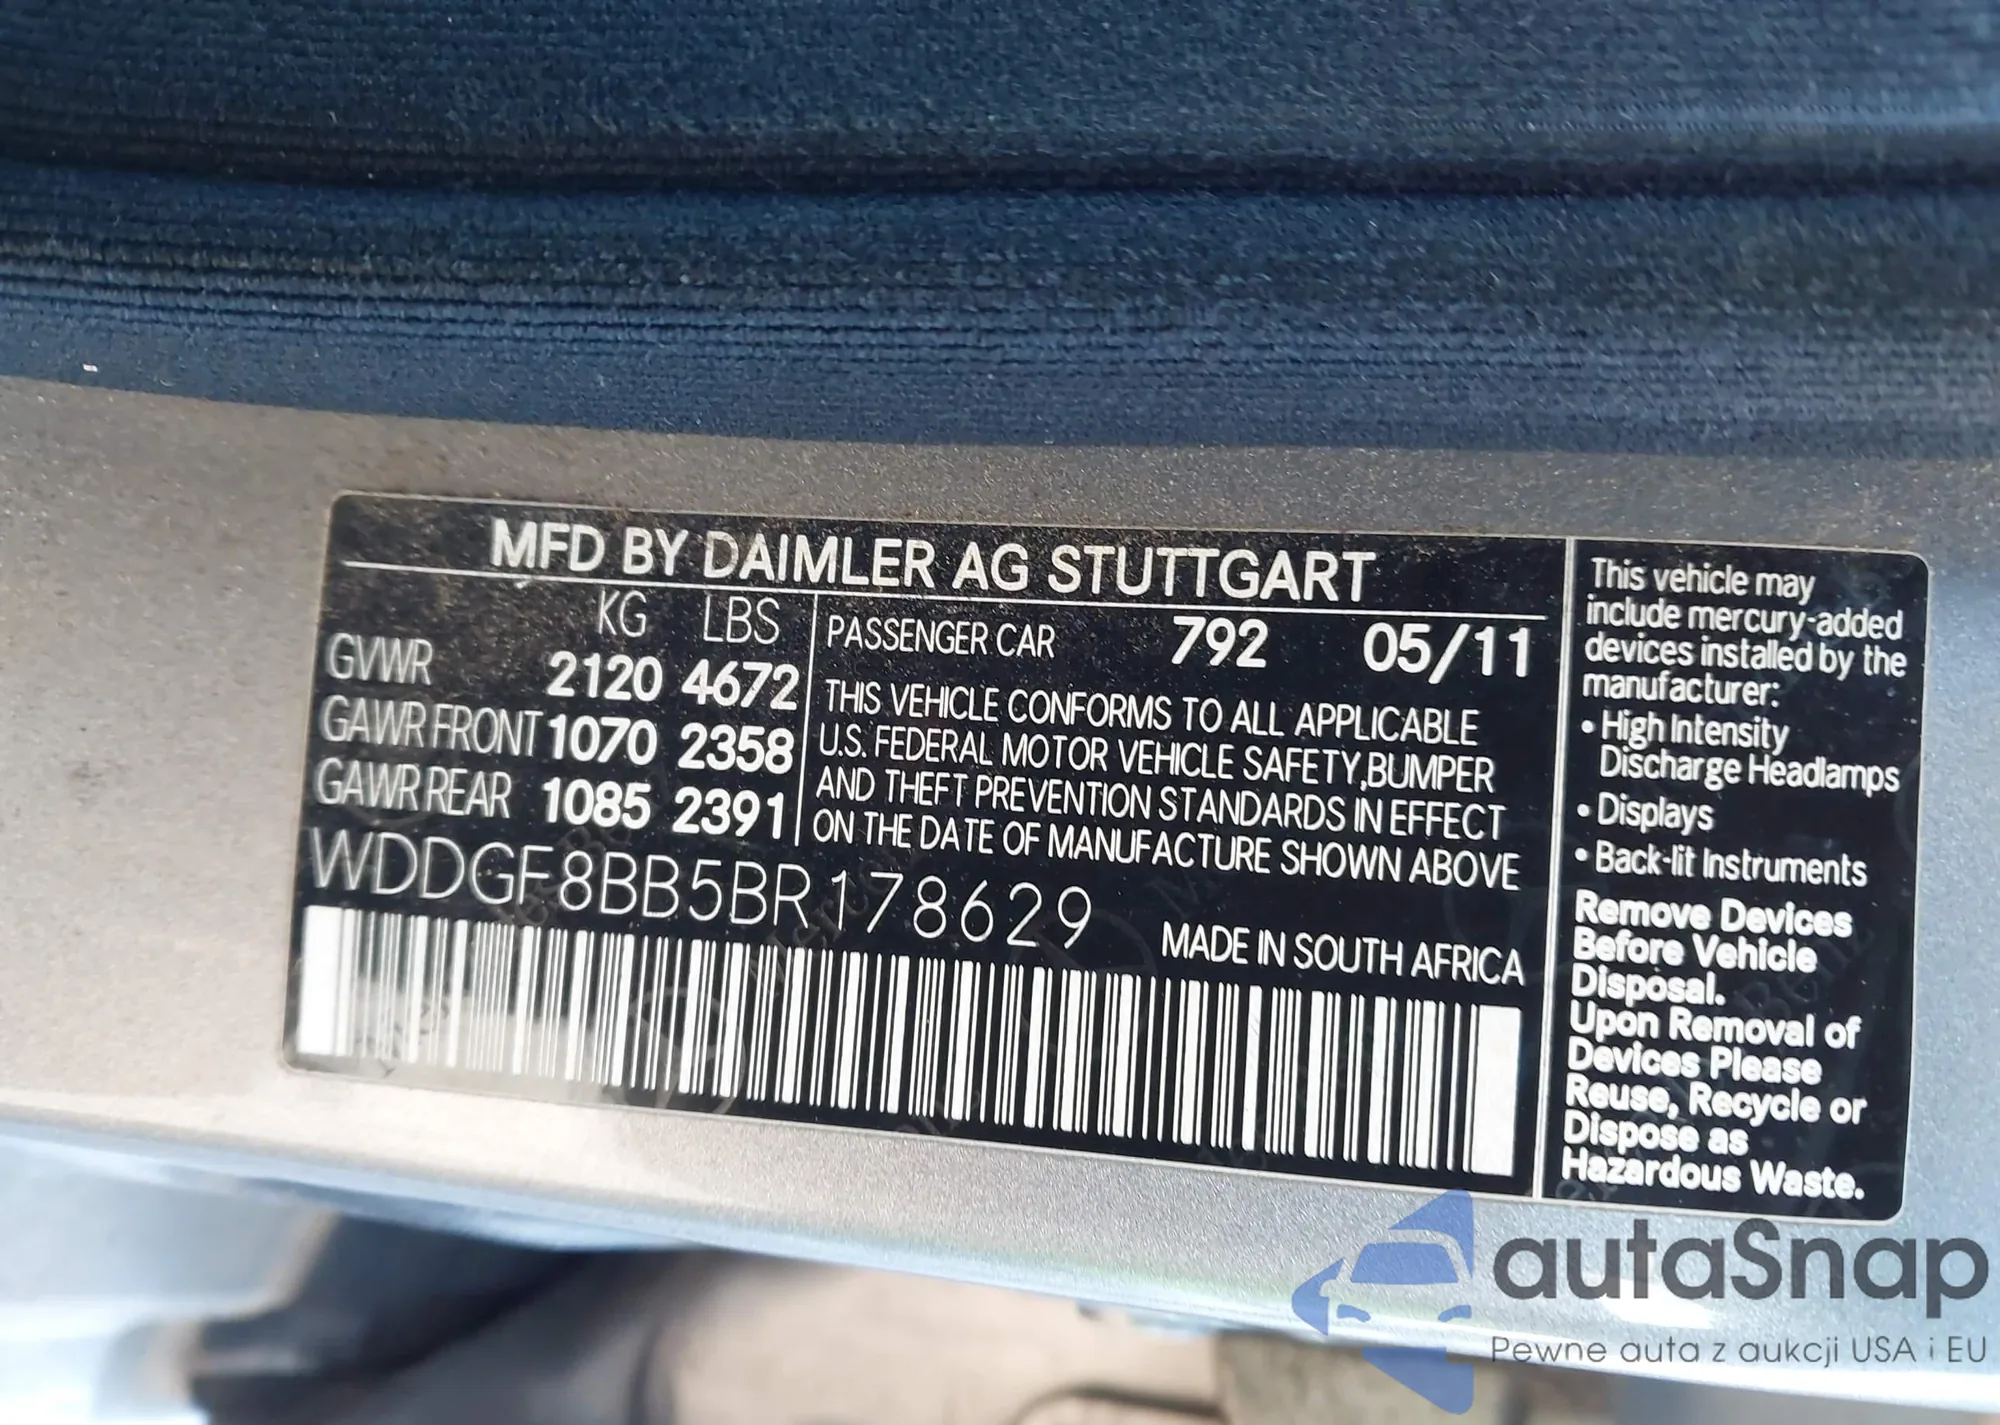 MFD BY DAIMLER AG STUTTGART
KG LBS
GVWR 2120 4672
GAWR FRONT 1070 2358
GAWR REAR 1085 2391
PASSENGER CAR 792 05/11
THIS VEHICLE CONFORMS TO ALL APPLICABLE
U.S. FEDERAL MOTOR VEHICLE SAFETY, BUMPER
AND THEFT PREVENTION STANDARDS IN EFFECT
ON THE DATE OF MANUFACTURE SHOWN ABOVE
WDDGF8BB5BR178629
MADE IN SOUTH AFRICA
This vehicle may
include mercury-added
devices installed by the
manufacturer:
• High Intensity
Discharge Headlamps
• Displays
• Back-lit Instruments
Remove Devices
Before Vehicle
Disposal.
Upon Removal of
Devices Please
Reuse, Recycle or
Dispose as
Hazardous Waste.
autaSnap
Pewne auta z aukcji USA i EU